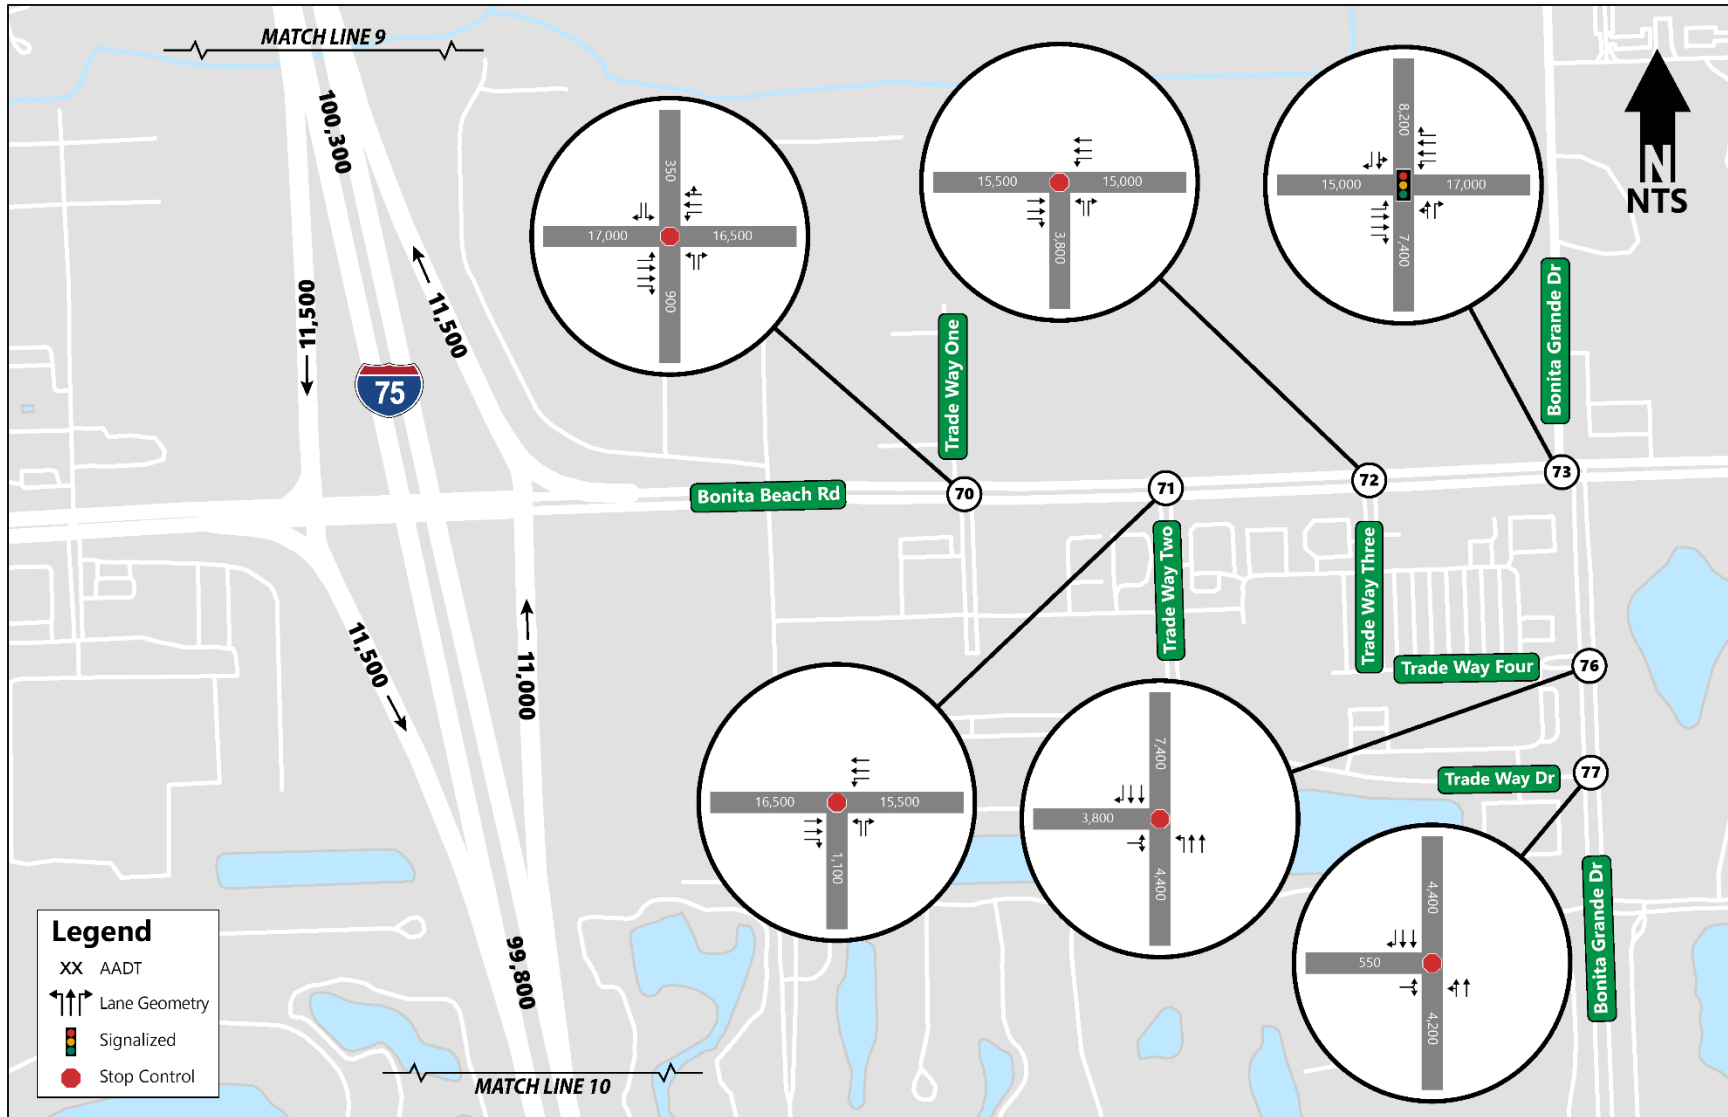 MATCH LINE 9
100,300
11,500
11,500
75
350
17,000
16,500
900
15,500
15,000
3,800
8,200
15,000
17,000
7,400
N
NTS
Trade Way One
Bonita Grande Dr
Bonita Beach Rd
70
71
72
73
Trade Way Two
Trade Way Three
11,500
11,000
Trade Way Four
76
Trade Way Dr
77
16,500
15,500
1,100
7,400
3,800
4,400
4,400
550
4,200
Bonita Grande Dr
99,800
Legend
XX AADT
Lane Geometry
Signalized
Stop Control
MATCH LINE 10